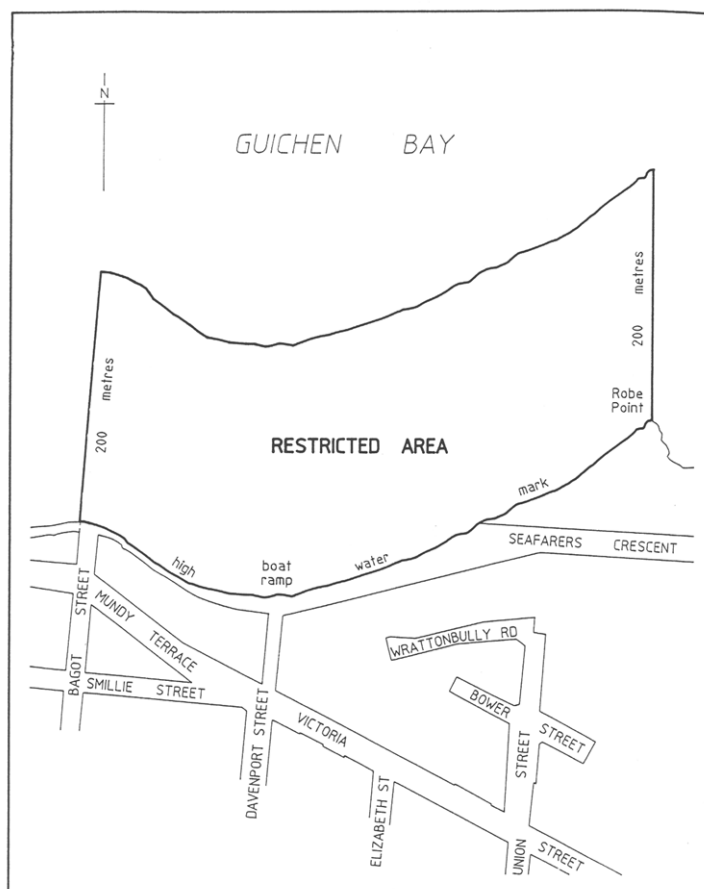 N
GUICHEN BAY
200 metres
200 metres
Robe
Point
RESTRICTED AREA
high
boat
ramp
water
mark
SEAFARERS CRESCENT
BAGOT STREET
MUNDY TERRACE
SMILLIE STREET
DAVENPORT STREET
VICTORIA STREET
ELIZABETH ST
WRATTONBULLY RD
BOWER STREET
UNION STREET